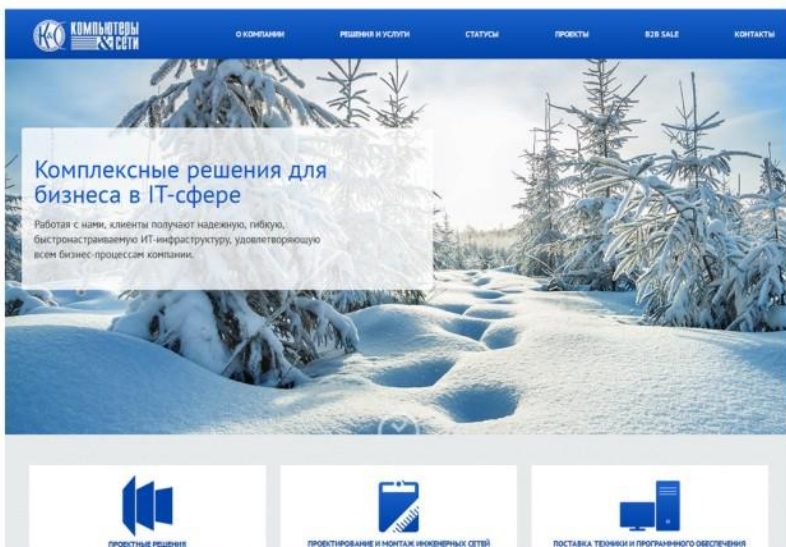 КС КОМПЬЮТЕРЫ
&СЕТИ
О КОМПАНИИ РЕШЕНИЯ И УСЛУГИ СТАТУСЫ ПРОЕКТЫ B2B SALE КОНТАКТЫ
Комплексные решения для
бизнеса в IT-сфере
Работая с нами, клиенты получают надежную, гибкую,
быстронастраиваемую ИТ-инфраструктуру, удовлетворяющую
всем бизнес-процессам компании.
ПРОЕКТНЫЕ РЕШЕНИЯ
ПРОЕКТИРОВАНИЕ И МОНТАЖ ИНЖЕНЕРНЫХ СЕТЕЙ
ПОСТАВКА ТЕХНИКИ И ПРОГРАММНОГО ОБЕСПЕЧЕНИЯ